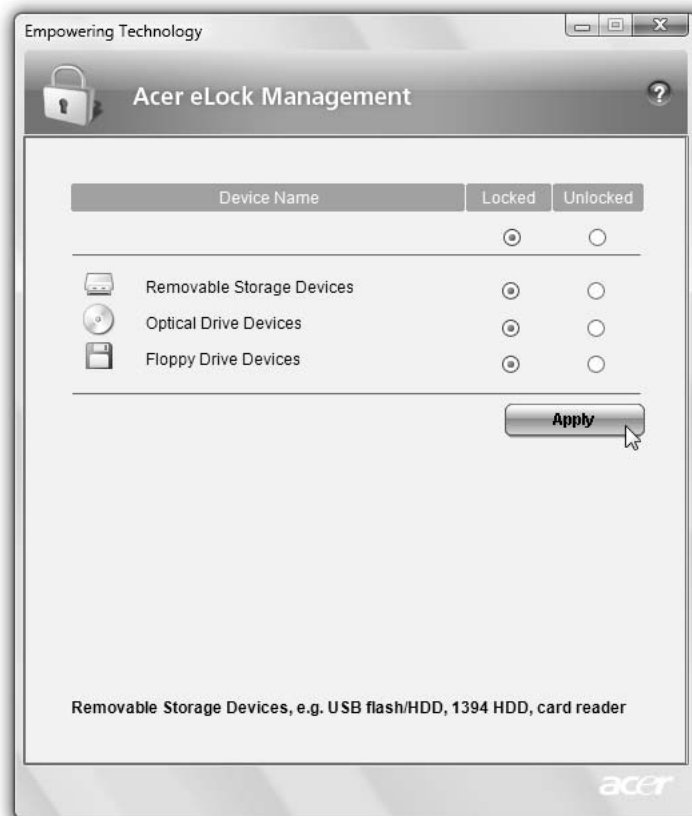 Empowering Technology
Acer eLock Management
Device Name Locked Unlocked
Removable Storage Devices
Optical Drive Devices
Floppy Drive Devices
Apply
Removable Storage Devices, e.g. USB flash/HDD, 1394 HDD, card reader
acer